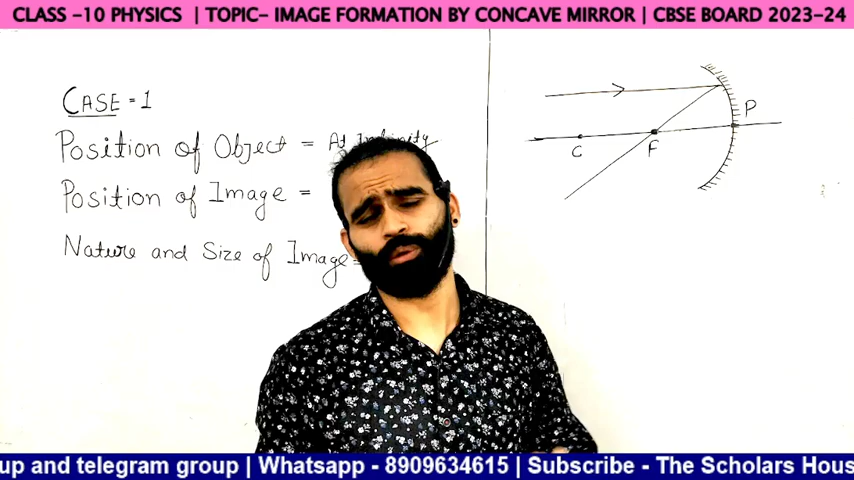 CLASS -10 PHYSICS | TOPIC- IMAGE FORMATION BY CONCAVE MIRROR | CBSE BOARD 2023-24
CASE - 1
Position of Object = At Infinity
Position of Image =
Nature and Size of Image =
P
C
F
up and telegram group | Whatsapp - 8909634615 | Subscribe - The Scholars Hous